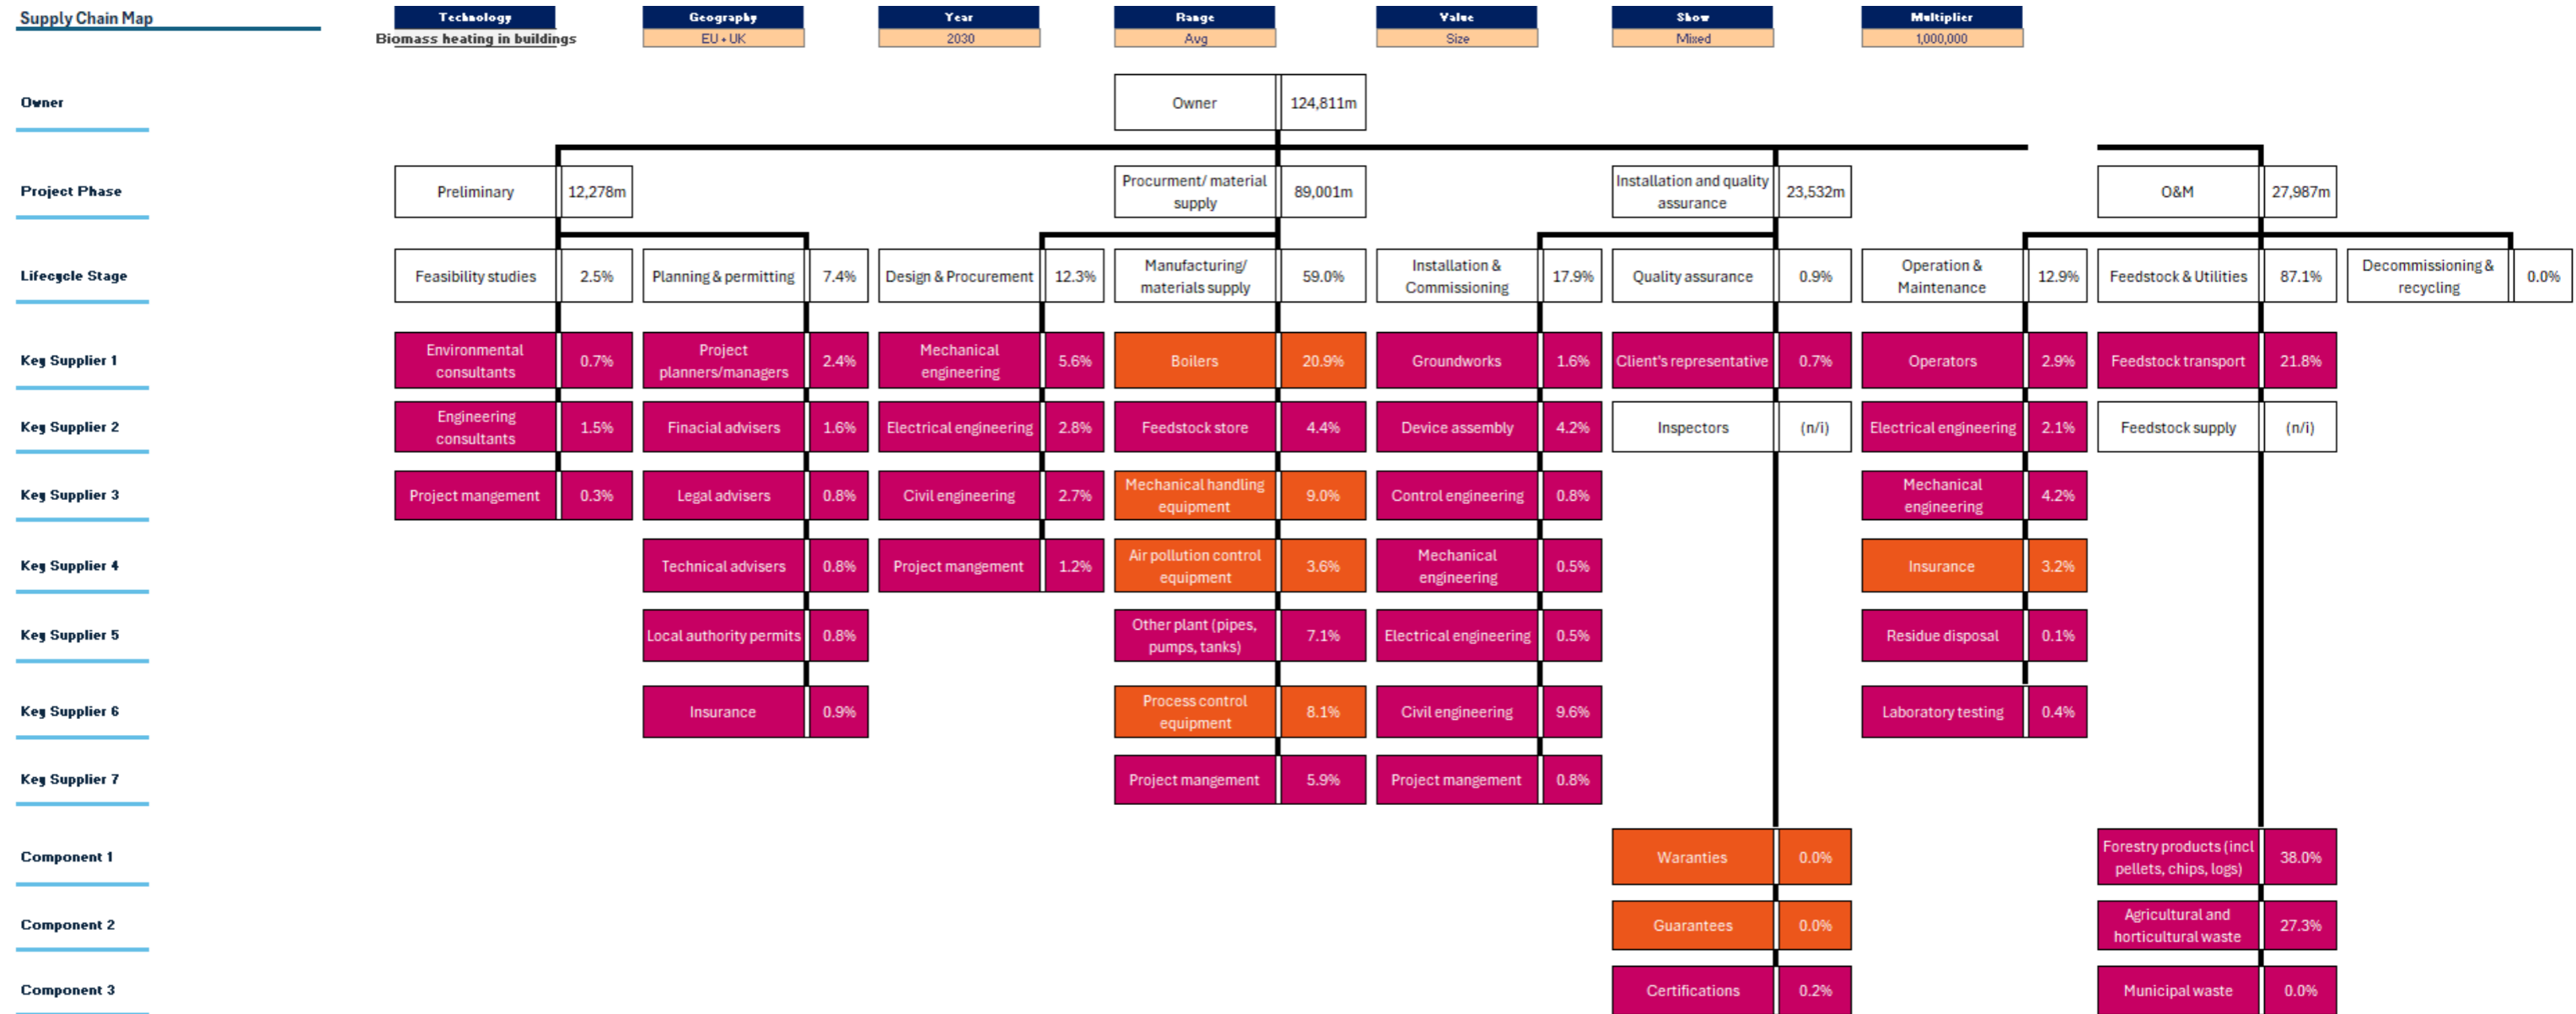 Supply Chain Map
Technology Geography Year Range Value Show Multiplier
Biomass heating in buildings EU + UK 2030 Avg Size Mixed 1,000,000
Owner Owner 124,811m
Project Phase Preliminary 12,278m Procurment/ material supply 89,001m Installation and quality assurance 23,532m O&M 27,987m
Lifecycle Stage Feasibility studies 2.5% Planning & permitting 7.4% Design & Procurement 12.3% Manufacturing/ materials supply 59.0% Installation & Commissioning 17.9% Quality assurance 0.9% Operation & Maintenance 12.9% Feedstock & Utilities 87.1% Decommissioning & recycling 0.0%
Key Supplier 1 Environmental consultants 0.7% Project planners/managers 2.4% Mechanical engineering 5.6% Boilers 20.9% Groundworks 1.6% Client's representative 0.7% Operators 2.9% Feedstock transport 21.8%
Key Supplier 2 Engineering consultants 1.5% Finacial advisers 1.6% Electrical engineering 2.8% Feedstock store 4.4% Device assembly 4.2% Inspectors (n/i) Electrical engineering 2.1% Feedstock supply (n/i)
Key Supplier 3 Project mangement 0.3% Legal advisers 0.8% Civil engineering 2.7% Mechanical handling equipment 9.0% Control engineering 0.8% Mechanical engineering 4.2%
Key Supplier 4 Technical advisers 0.8% Project mangement 1.2% Air pollution control equipment 3.6% Mechanical engineering 0.5% Insurance 3.2%
Key Supplier 5 Local authority permits 0.8% Other plant (pipes, pumps, tanks) 7.1% Electrical engineering 0.5% Residue disposal 0.1%
Key Supplier 6 Insurance 0.9% Process control equipment 8.1% Civil engineering 9.6% Laboratory testing 0.4%
Key Supplier 7 Project mangement 5.9% Project mangement 0.8%
Component 1 Waranties 0.0% Forestry products (incl pellets, chips, logs) 38.0%
Component 2 Guarantees 0.0% Agricultural and horticultural waste 27.3%
Component 3 Certifications 0.2% Municipal waste 0.0%